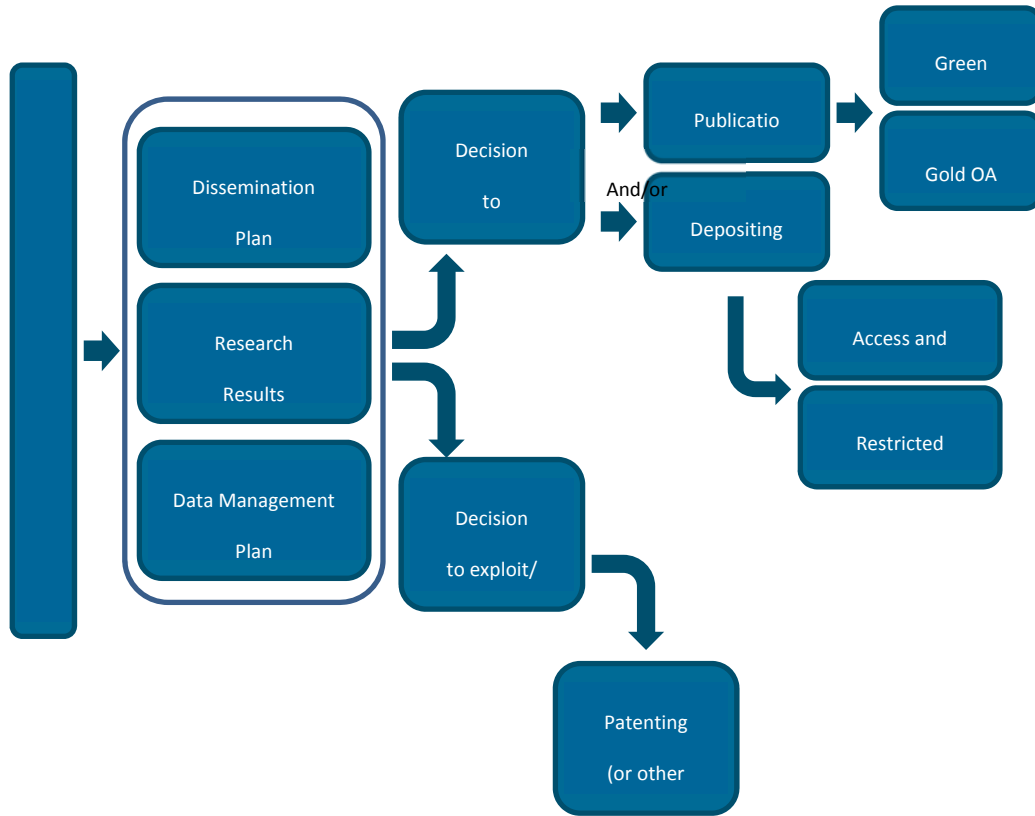 Dissemination
Plan
Research
Results
Data Management
Plan
Decision
to
Decision
to exploit/
Publicatio
And/or
Depositing
Green
Gold OA
Access and
Restricted
Patenting
(or other